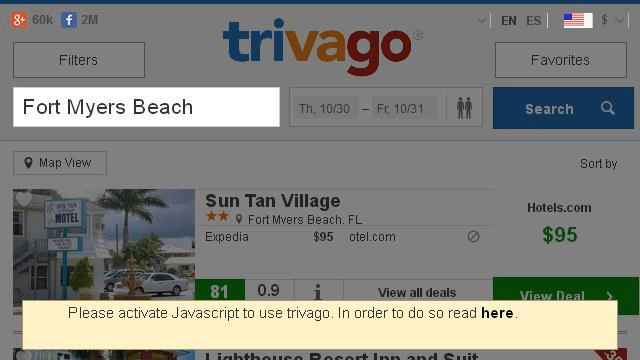 60k 2M EN ES $
trivago
Filters
Favorites
Fort Myers Beach
Th, 10/30 – Fr, 10/31
Search
Map View
Sort by
Sun Tan Village
Fort Myers Beach, FL
Expedia $95 otel.com
Hotels.com
$95
81 0.9 View all deals
View Deal
Please activate Javascript to use trivago. In order to do so read here.
Lighthouse Resort Inn and Suit